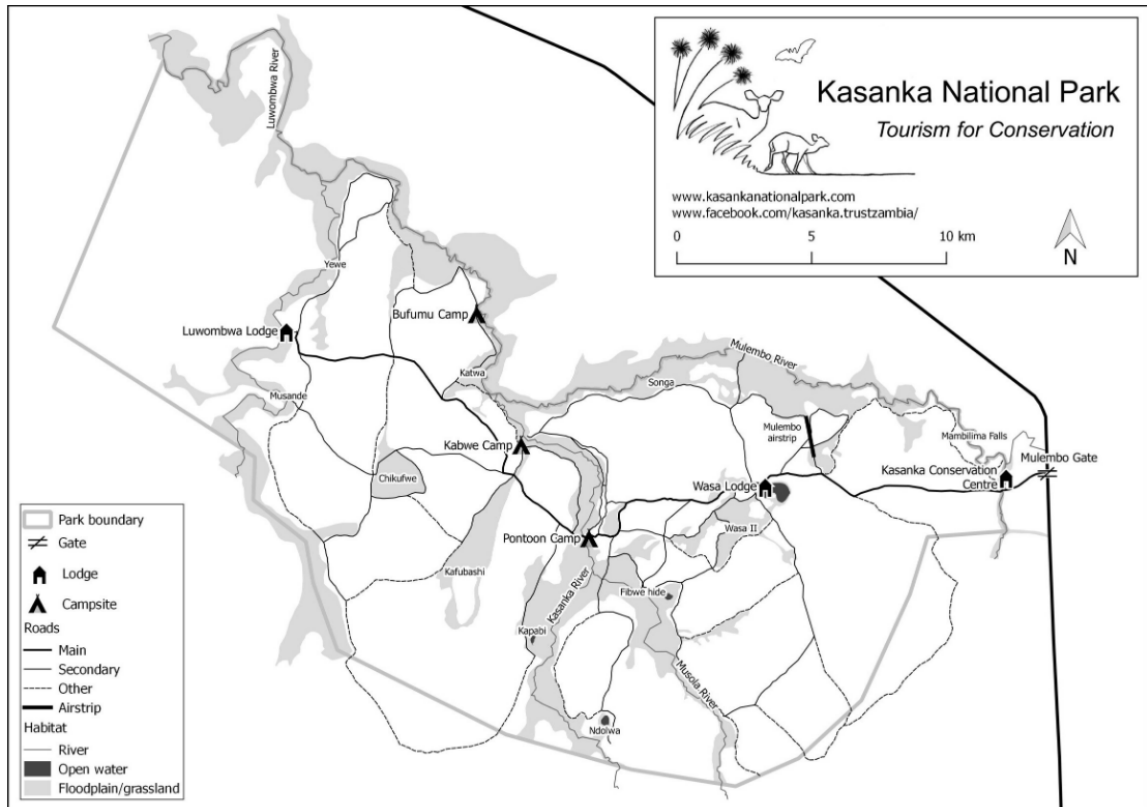 Kasanka National Park
Tourism for Conservation
www.kasankanationalpark.com
www.facebook.com/kasanka.trustzambia/
0 5 10 km
N
Luwombwa River
Yewe
Bufumu Camp
Luwombwa Lodge
Mulembo River
Katwa
Songa
Musande
Mulembo
airstrip
Mambilima Falls
Kabwe Camp
Mulembo Gate
Kasanka Conservation
Centre
Chikufwe
Wasa Lodge
Wasa II
Pontoon Camp
Kafubashi
Kasanka River
Fibwe hide
Kapabi
Musola River
Ndolwa
Park boundary
Gate
Lodge
Campsite
Roads
Main
Secondary
Other
Airstrip
Habitat
River
Open water
Floodplain/grassland